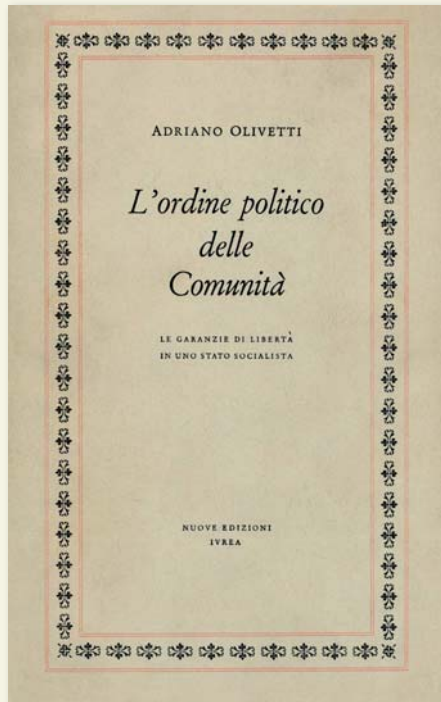 ADRIANO OLIVETTI
L'ordine politico
delle
Comunità
LE GARANZIE DI LIBERTÀ
IN UNO STATO SOCIALISTA
NUOVE EDIZIONI
IVREA